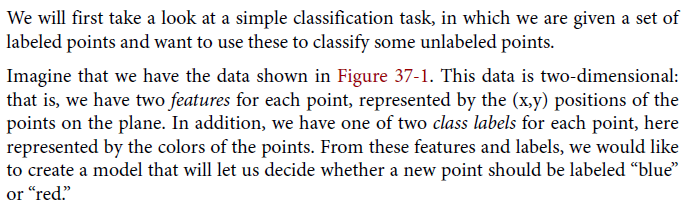 We will first take a look at a simple classification task, in which we are given a set of
labeled points and want to use these to classify some unlabeled points.
Imagine that we have the data shown in Figure 37-1. This data is two-dimensional:
that is, we have two features for each point, represented by the (x,y) positions of the
points on the plane. In addition, we have one of two class labels for each point, here
represented by the colors of the points. From these features and labels, we would like
to create a model that will let us decide whether a new point should be labeled “blue”
or “red.”